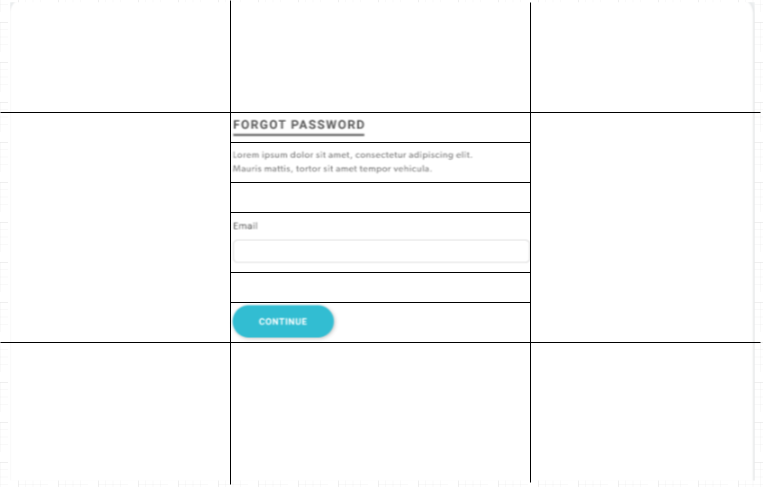 FORGOT PASSWORD
Lorem ipsum dolor sit amet, consectetur adipiscing elit.
Mauris mattis, tortor sit amet tempor vehicula.
Email
CONTINUE